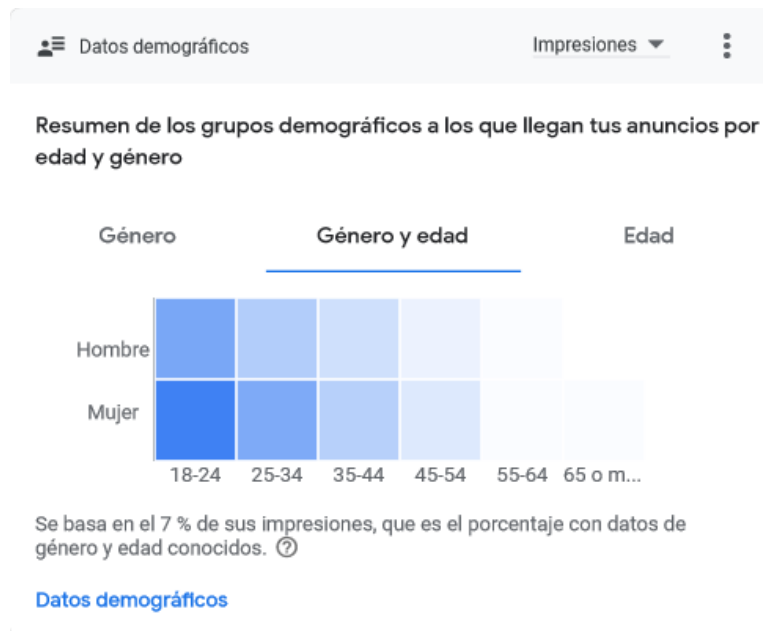 Datos demográficos
Impresiones
Resumen de los grupos demográficos a los que llegan tus anuncios por
edad y género
Género
Género y edad
Edad
Hombre
Mujer
18-24 25-34 35-44 45-54 55-64 65 o m...
Se basa en el 7 % de sus impresiones, que es el porcentaje con datos de
género y edad conocidos. ?
Datos demográficos